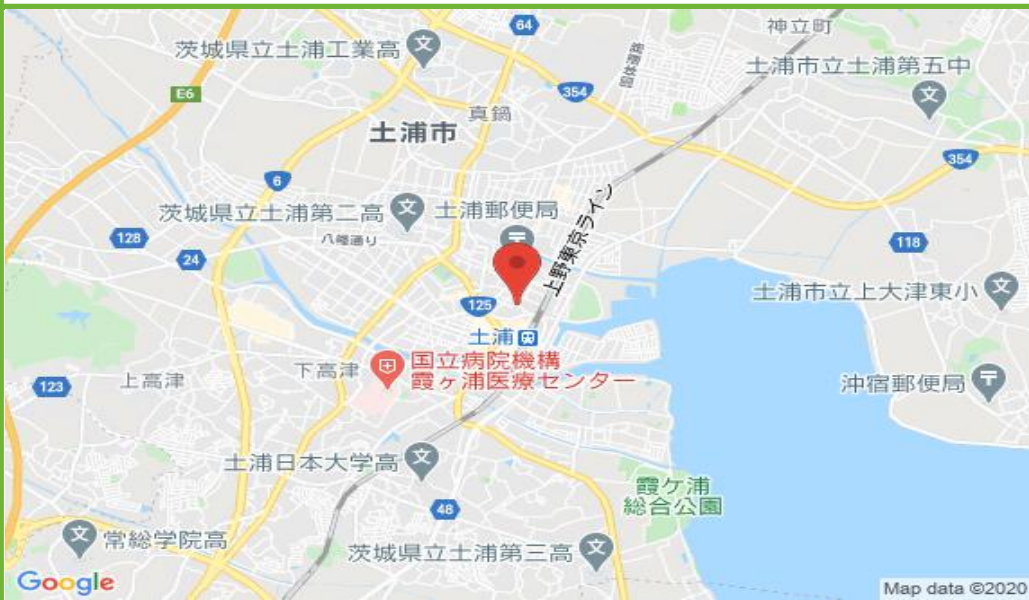 64
神立町
茨城県立土浦工業高
土浦市立土浦第五中
国体道路
E6
354
真鍋
土浦市
354
6
茨城県立土浦第二高
土浦郵便局
上野東京ライン
128
八幡通り
118
24
125
土浦市立上大津東小
土浦
国立病院機構
霞ヶ浦医療センター
下高津
123
上高津
沖宿郵便局
土浦日本大学高
霞ケ浦
総合公園
48
常総学院高
茨城県立土浦第三高
Google
Map data ©2020